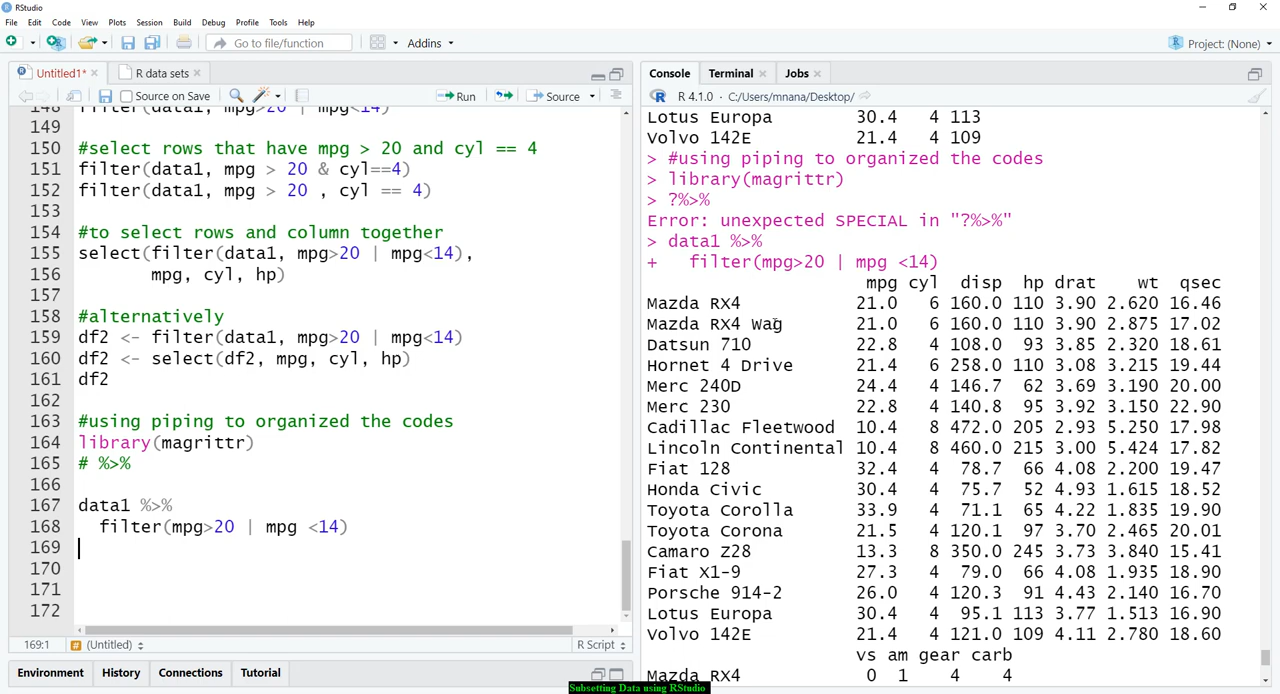 RStudio
File Edit Code View Plots Session Build Debug Profile Tools Help
Go to file/function Addins Project: (None)
Untitled1* R data sets
Source on Save Run Source
148 filter(data1, mpg>20 | mpg<14)
149
150 #select rows that have mpg > 20 and cyl == 4
151 filter(data1, mpg > 20 & cyl==4)
152 filter(data1, mpg > 20 , cyl == 4)
153
154 #to select rows and column together
155 select(filter(data1, mpg>20 | mpg<14),
156 mpg, cyl, hp)
157
158 #alternatively
159 df2 <- filter(data1, mpg>20 | mpg<14)
160 df2 <- select(df2, mpg, cyl, hp)
161 df2
162
163 #using piping to organized the codes
164 library(magrittr)
165 # %>%
166
167 data1 %>%
168 filter(mpg>20 | mpg <14)
169
170
171
172
169:1 (Untitled) R Script
Environment History Connections Tutorial
Console Terminal Jobs
R 4.1.0 · C:/Users/mnana/Desktop/
Lotus Europa 30.4 4 113
Volvo 142E 21.4 4 109
> #using piping to organized the codes
> library(magrittr)
> ?%>%
Error: unexpected SPECIAL in "?%>%"
> data1 %>%
+ filter(mpg>20 | mpg <14)
mpg cyl disp hp drat wt qsec
Mazda RX4 21.0 6 160.0 110 3.90 2.620 16.46
Mazda RX4 Wag 21.0 6 160.0 110 3.90 2.875 17.02
Datsun 710 22.8 4 108.0 93 3.85 2.320 18.61
Hornet 4 Drive 21.4 6 258.0 110 3.08 3.215 19.44
Merc 240D 24.4 4 146.7 62 3.69 3.190 20.00
Merc 230 22.8 4 140.8 95 3.92 3.150 22.90
Cadillac Fleetwood 10.4 8 472.0 205 2.93 5.250 17.98
Lincoln Continental 10.4 8 460.0 215 3.00 5.424 17.82
Fiat 128 32.4 4 78.7 66 4.08 2.200 19.47
Honda Civic 30.4 4 75.7 52 4.93 1.615 18.52
Toyota Corolla 33.9 4 71.1 65 4.22 1.835 19.90
Toyota Corona 21.5 4 120.1 97 3.70 2.465 20.01
Camaro Z28 13.3 8 350.0 245 3.73 3.840 15.41
Fiat X1-9 27.3 4 79.0 66 4.08 1.935 18.90
Porsche 914-2 26.0 4 120.3 91 4.43 2.140 16.70
Lotus Europa 30.4 4 95.1 113 3.77 1.513 16.90
Volvo 142E 21.4 4 121.0 109 4.11 2.780 18.60
vs am gear carb
Mazda RX4 0 1 4 4
Subsetting Data using RStudio